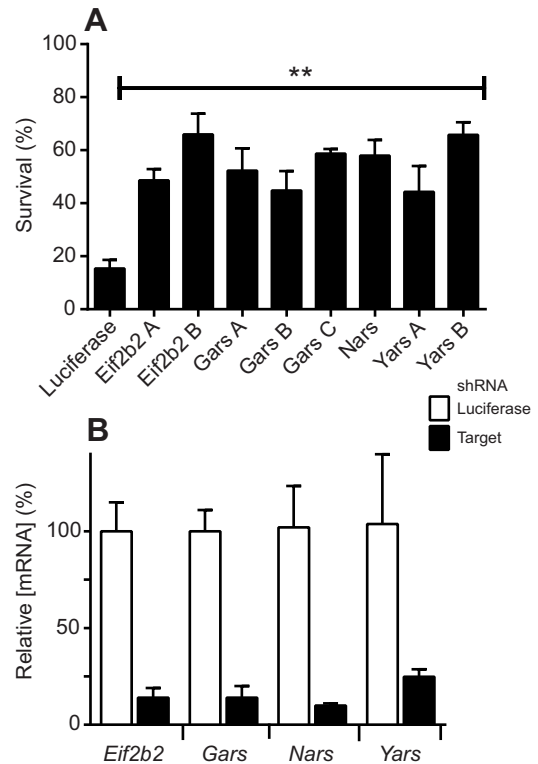 A
100
80
60
40
20
0
Survival (%)
**
Luciferase
Eif2b2 A
Eif2b2 B
Gars A
Gars B
Gars C
Nars
Yars A
Yars B
shRNA
Luciferase
Target
B
100
50
0
Relative [mRNA] (%)
Eif2b2
Gars
Nars
Yars